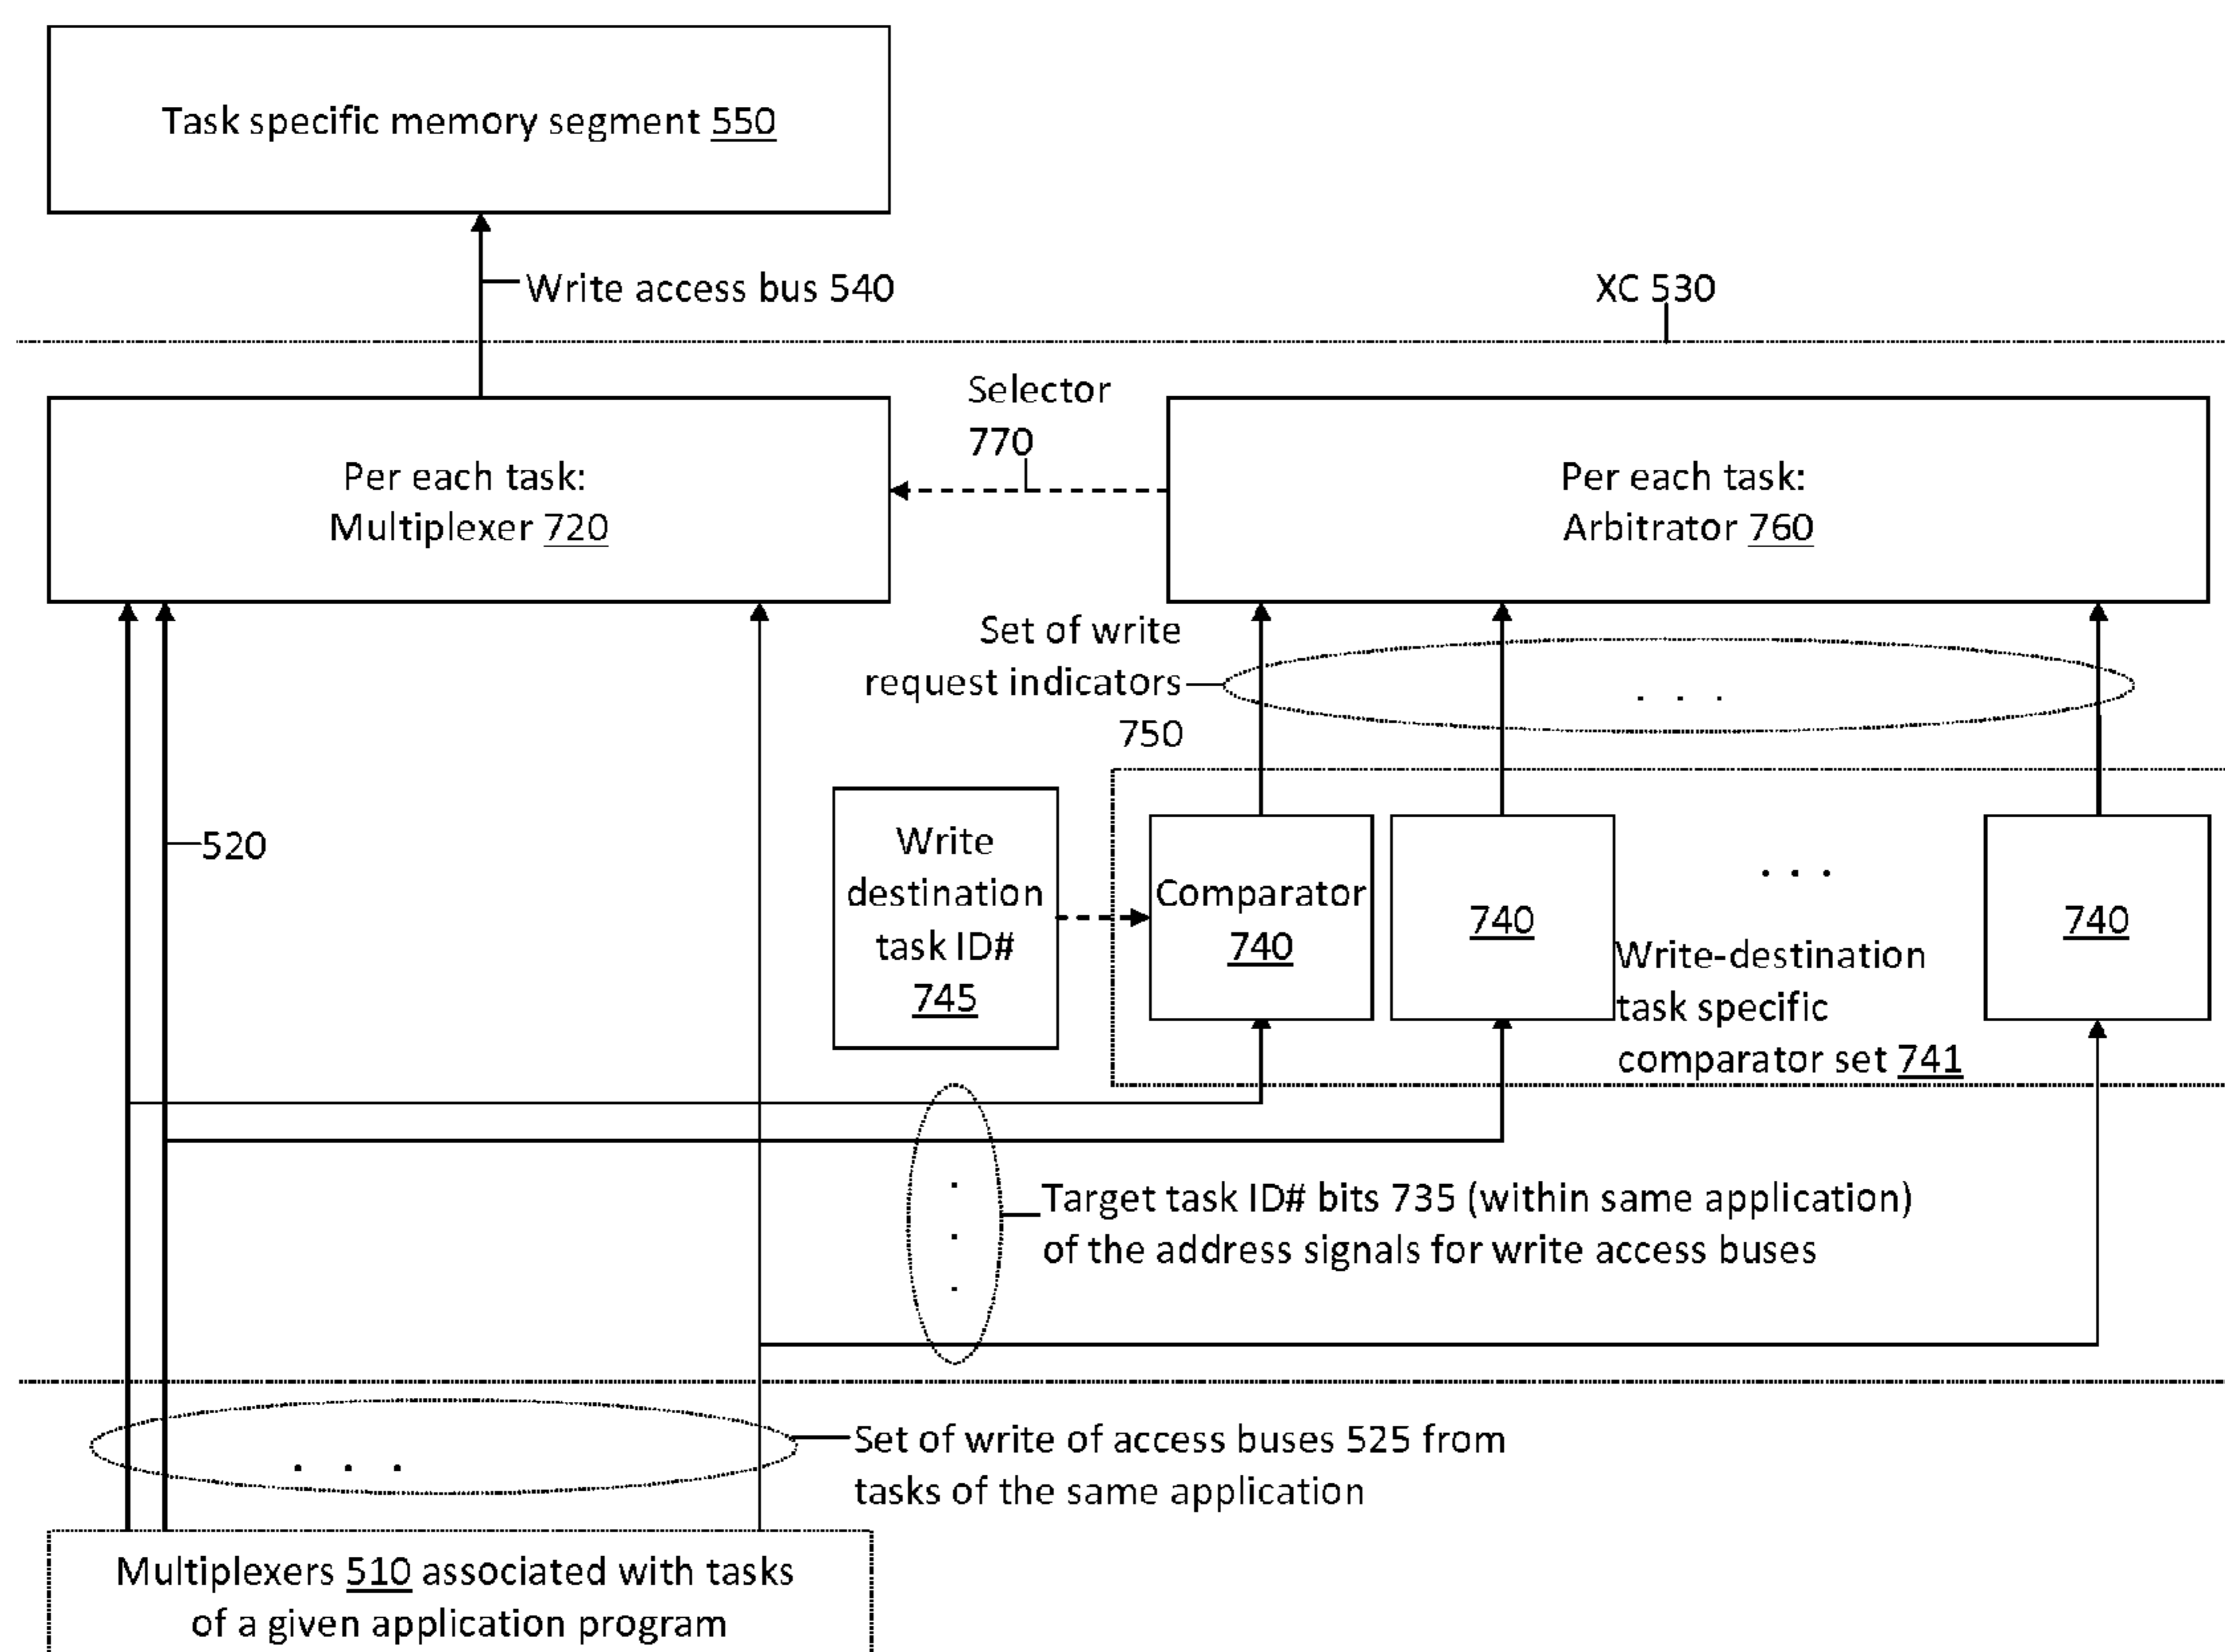 Task specific memory segment 550
Write access bus 540
XC 530
Selector
770
Per each task:
Multiplexer 720
Per each task:
Arbitrator 760
Set of write
request indicators
750
. . .
520
Write
destination
task ID#
745
Comparator
740
740
. . .
740
Write-destination
task specific
comparator set 741
Target task ID# bits 735 (within same application)
of the address signals for write access buses
. . .
Set of write of access buses 525 from
tasks of the same application
Multiplexers 510 associated with tasks
of a given application program